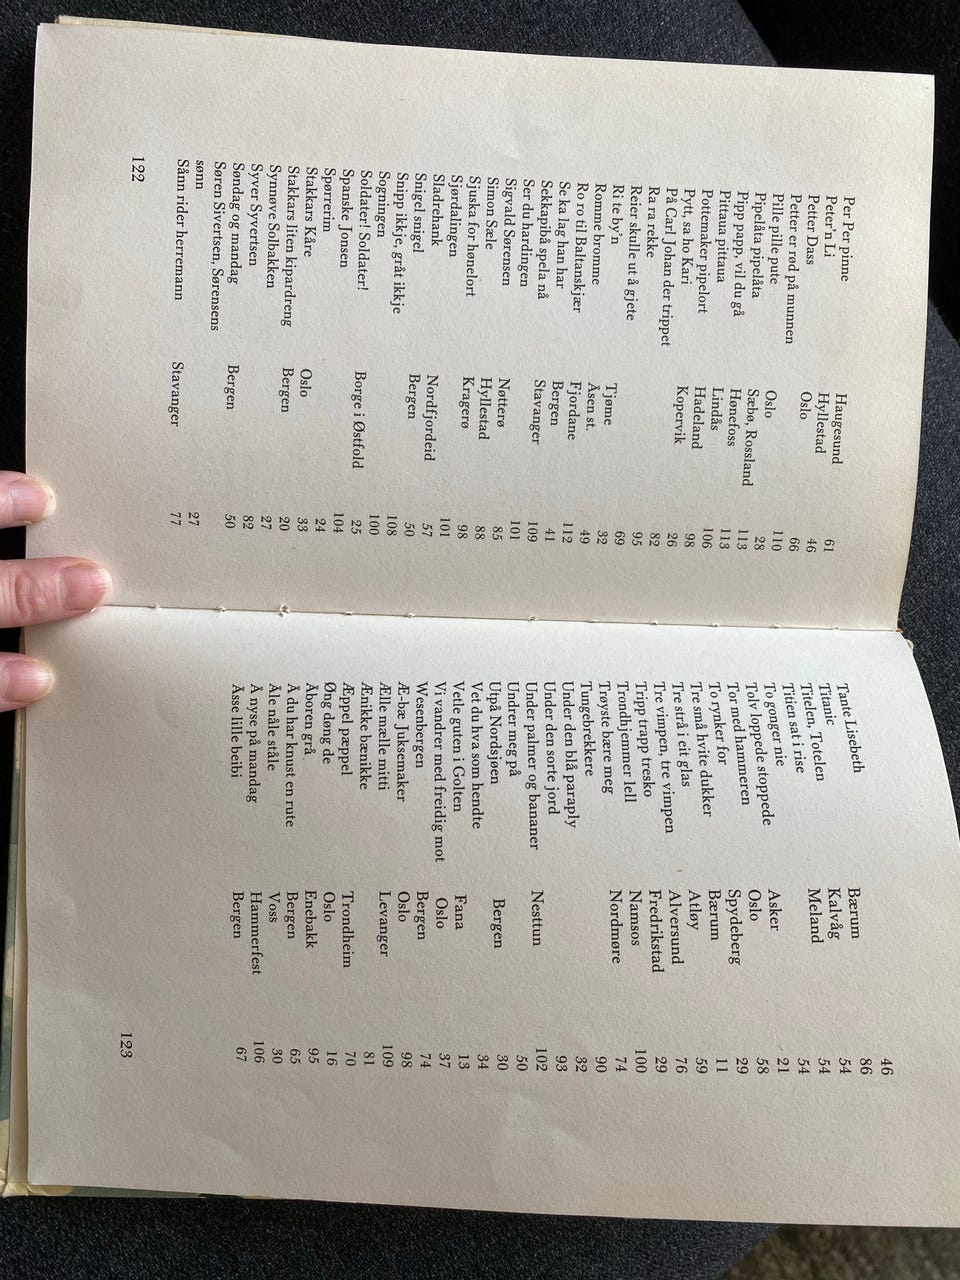 Per Per pinne Haugesund 61
Peter'n Li Hyllestad 46
Petter Dass Oslo 66
Petter er rød på munnen 110
Pille pille pute Oslo 28
Pipelåta pipelåta Sæbø, Rossland 113
Pipp papp, vil du gå Hønefoss 113
Pittaua pittaua Lindås 106
Pottemaker pipelort Hadeland 98
Pytt, sa ho Kari Kopervik 26
På Carl Johan der trippet 82
Ra ra rekke 95
Reier skulle ut å gjete 69
Ri te by'n Tjøme 32
Romme bromme Åsen st. 49
Ro ro til Baltanskjær Fjordane 112
Se ka lag han har Bergen 41
Sekkapibå spela nå Stavanger 109
Ser du hardingen 101
Sigvald Sørensen Nøtterø 85
Simon Sæle Hyllestad 88
Sjuska for hønelort Kragerø 98
Sjørdalingen 101
Sladrehank Nordfjordeid 57
Snigel snigel Bergen 50
Snipp ikkje, gråt ikkje 108
Sogningen 100
Soldater! Soldater! Borge i Østfold 25
Spanske Jonsen 104
Spørrerim 24
Stakkars Kåre Oslo 33
Stakkars liten kipardreng Bergen 20
Synnøve Solbakken 27
Syver Syvertsen 82
Søndag og mandag Bergen 50
Søren Sivertsen, Sørensens
sønn 27
Sånn rider herremann Stavanger 77
122
Tante Lisebeth 46
Titanic Bærum 86
Titelen, Totelen Kalvåg 54
Titien sat i rise Meland 54
To gonger nie 54
Tolv loppede stoppede Asker 21
Tor med hammeren Oslo 58
To rynker for Spydeberg 29
Tre små hvite dukker Bærum 11
Tre strå i eit glas Atløy 59
Tre vimpen, tre vimpen Alversund 76
Tripp trapp tresko Fredrikstad 29
Trondhjemmer lell Namsos 100
Trøyste bære meg Nordmøre 74
Tungebrekkere 90
Under den blå paraply 32
Under den sorte jord 93
Under palmer og bananer Nesttun 102
Undrer meg på 50
Utpå Nordsjøen Bergen 30
Vet du hva som hendte 34
Vetle guten i Golten Fana 13
Vi vandrer med freidig mot Oslo 37
Wesenbergen Bergen 74
Æ-bæ Juksemaker Oslo 98
Ælle mælle mitti Levanger 109
Ænikke bænikke 81
Æppel pæppel Trondheim 70
Øng dong de Oslo 16
Åboren grå Enebakk 95
Å du har knust en rute Bergen 65
Åle nåle ståle Voss 30
Å nyse på mandag Hammerfest 106
Åsse lille beibi Bergen 67
123